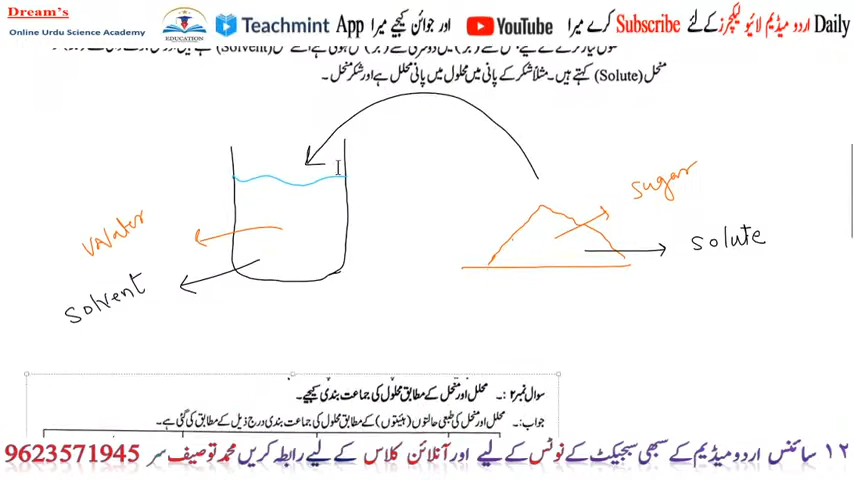 Dream's
Online Urdu Science Academy
EDUCATION
Teachmint App اور جوائن کیجیے میرا YouTube اردو میڈیم لائیو لیکچرز کے لئے Subscribe کرے میرا Daily
(Solvent)
منحل (Solute) کہتے ہیں۔ مثلاً شکر کے پانی میں محلول میں پانی محلل ہے اور شکر منحل۔
Sugar
Water
Solute
Solvent
سوال نمبر ۲:۔ محلل اور منحل کے مطابق محلول کی جماعت بندی کیجیے۔
جواب:۔ محلل اور منحل کی طبعی حالتوں (ہیئتوں) کے مطابق محلول کی جماعت بندی درج ذیل کے مطابق کی گئی ہے۔
۱۲ سائنس اردو میڈیم کے سبھی سبجیکٹ کے نوٹس کے لیے اور آنلائن کلاس کے لیے رابطہ کریں محمد توصیف سر 9623571945